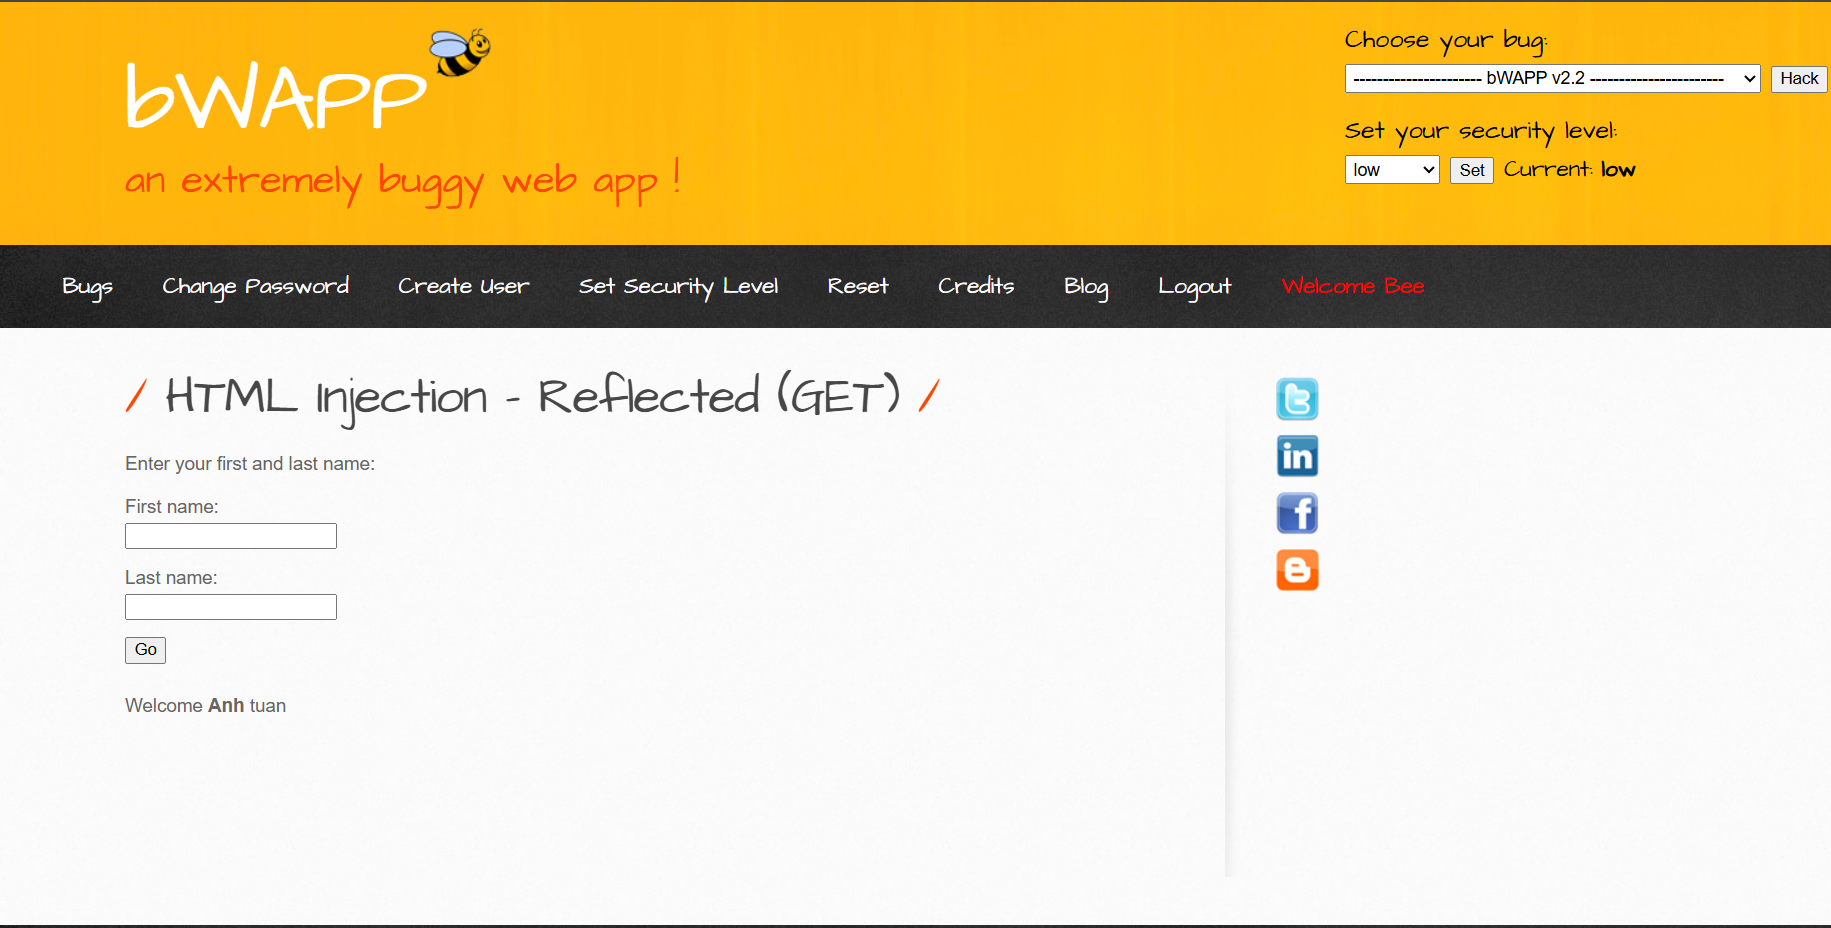 bWAPP
an extremely buggy web app !
Choose your bug:
---------------------- bWAPP v2.2 ----------------------- Hack
Set your security level:
low Set Current: low
Bugs Change Password Create User Set Security Level Reset Credits Blog Logout Welcome Bee
/ HTML Injection - Reflected (GET) /
Enter your first and last name:
First name:
Last name:
Go
Welcome Anh tuan